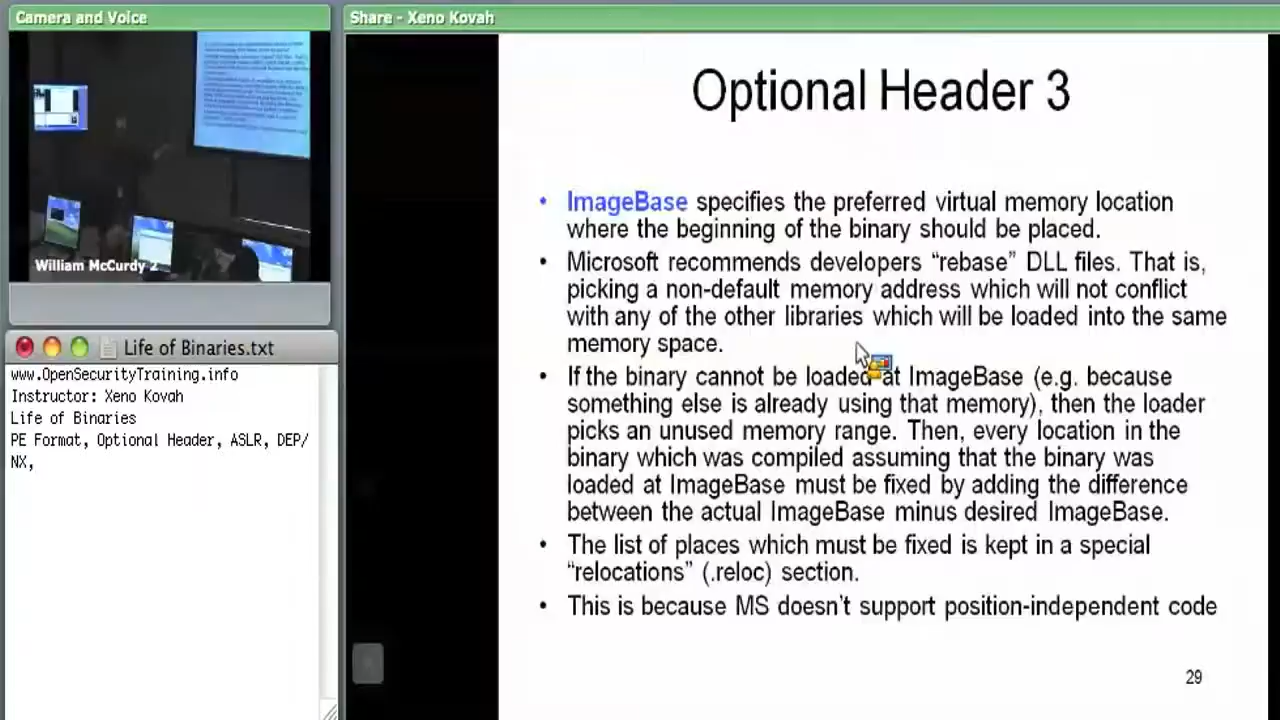 Camera and Voice
Share - Xeno Kovah
William McCurdy 2
Life of Binaries.txt
www.OpenSecurityTraining.info
Instructor: Xeno Kovah
Life of Binaries
PE Format, Optional Header, ASLR, DEP/
NX,
Optional Header 3
• ImageBase specifies the preferred virtual memory location
where the beginning of the binary should be placed.
• Microsoft recommends developers “rebase” DLL files. That is,
picking a non-default memory address which will not conflict
with any of the other libraries which will be loaded into the same
memory space.
• If the binary cannot be loaded at ImageBase (e.g. because
something else is already using that memory), then the loader
picks an unused memory range. Then, every location in the
binary which was compiled assuming that the binary was
loaded at ImageBase must be fixed by adding the difference
between the actual ImageBase minus desired ImageBase.
• The list of places which must be fixed is kept in a special
“relocations” (.reloc) section.
• This is because MS doesn’t support position-independent code
29